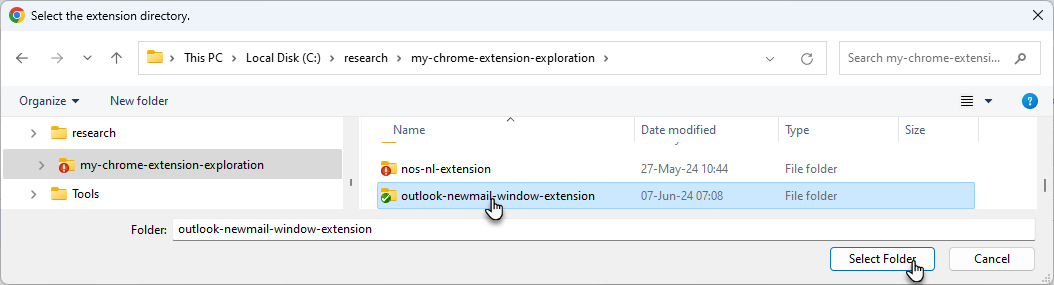 Select the extension directory.
This PC > Local Disk (C:) > research > my-chrome-extension-exploration >
Search my-chrome-extensi...
Organize New folder
Name Date modified Type Size
research
my-chrome-extension-exploration
Tools
nos-nl-extension 27-May-24 10:44 File folder
outlook-newmail-window-extension 07-Jun-24 07:08 File folder
Folder: outlook-newmail-window-extension
Select Folder Cancel